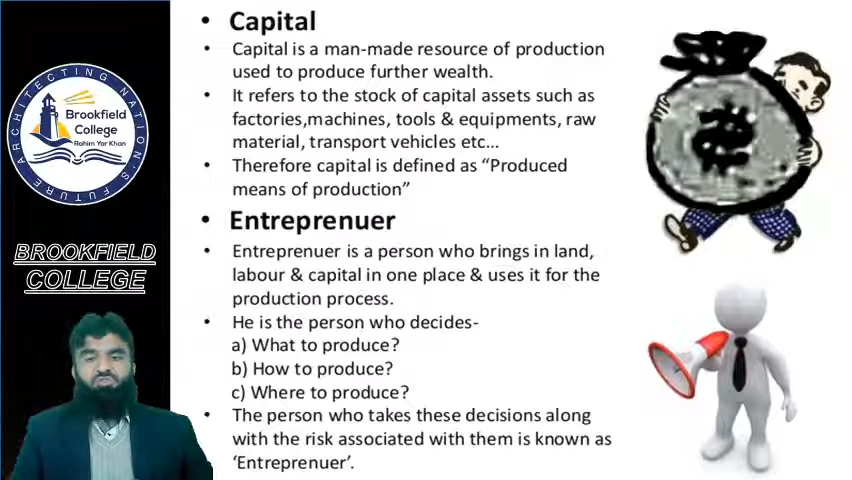 ARCHITECTING NATION'S FUTURE
Brookfield
College
Rahim Yar Khan
BROOKFIELD
COLLEGE
• Capital
• Capital is a man-made resource of production
used to produce further wealth.
• It refers to the stock of capital assets such as
factories,machines, tools & equipments, raw
material, transport vehicles etc...
• Therefore capital is defined as “Produced
means of production”
• Entreprenuer
• Entreprenuer is a person who brings in land,
labour & capital in one place & uses it for the
production process.
• He is the person who decides-
a) What to produce?
b) How to produce?
c) Where to produce?
• The person who takes these decisions along
with the risk associated with them is known as
‘Entreprenuer’.